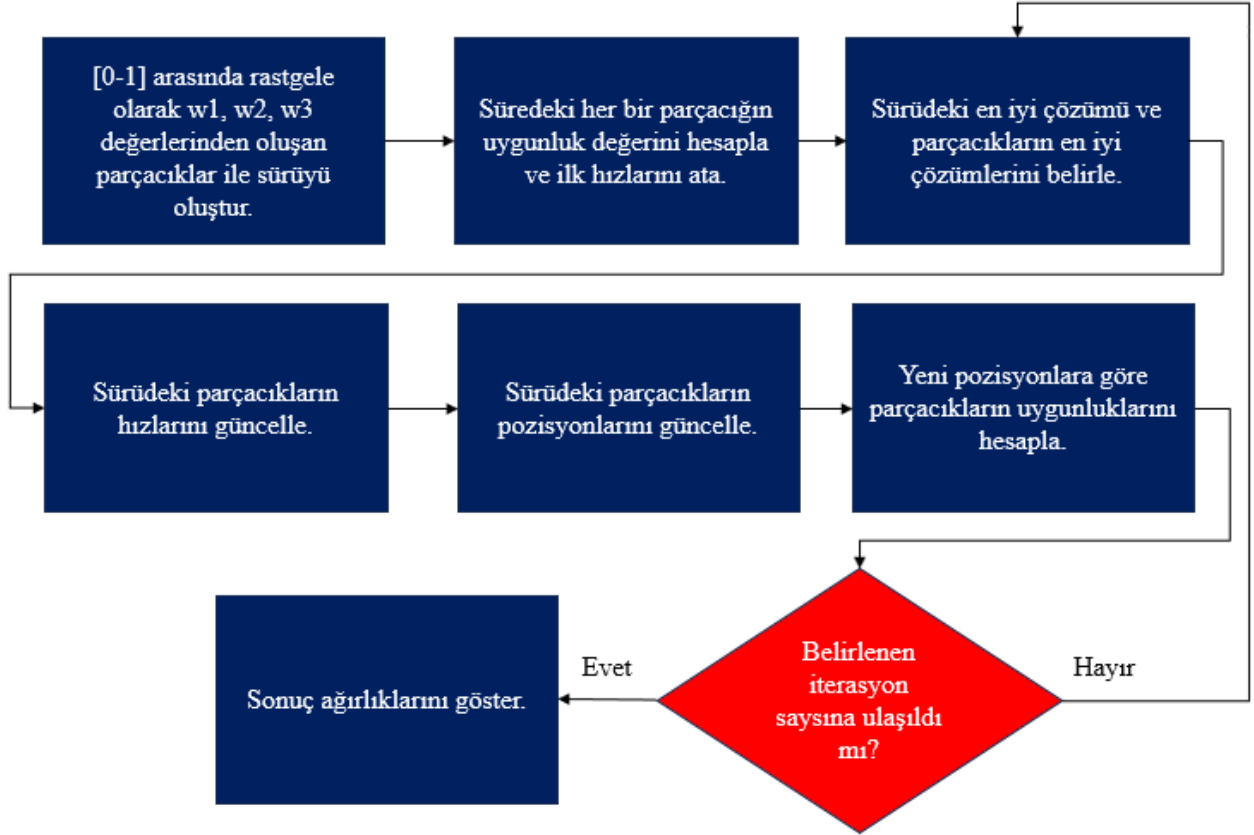 [0-1] arasında rastgele
olarak w1, w2, w3
değerlerinden oluşan
parçacıklar ile sürüyü
oluştur.
Süredeki her bir parçacığın
uygunluk değerini hesapla
ve ilk hızlarını ata.
Sürüdeki en iyi çözümü ve
parçacıkların en iyi
çözümlerini belirle.
Sürüdeki parçacıkların
hızlarını güncelle.
Sürüdeki parçacıkların
pozisyonlarını güncelle.
Yeni pozisyonlara göre
parçacıkların uygunluklarını
hesapla.
Belirlenen
iterasyon
saysına ulaşıldı
mı?
Evet
Hayır
Sonuç ağırlıklarını göster.